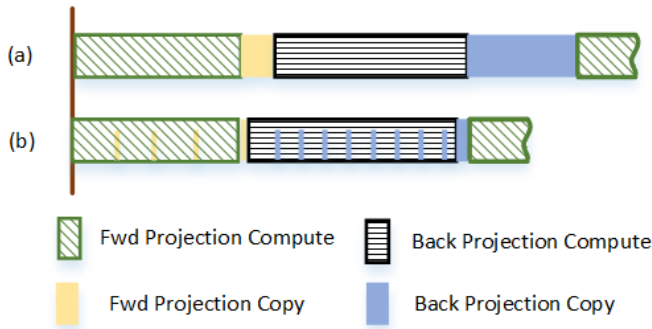 (a)
(b)
Fwd Projection Compute
Back Projection Compute
Fwd Projection Copy
Back Projection Copy